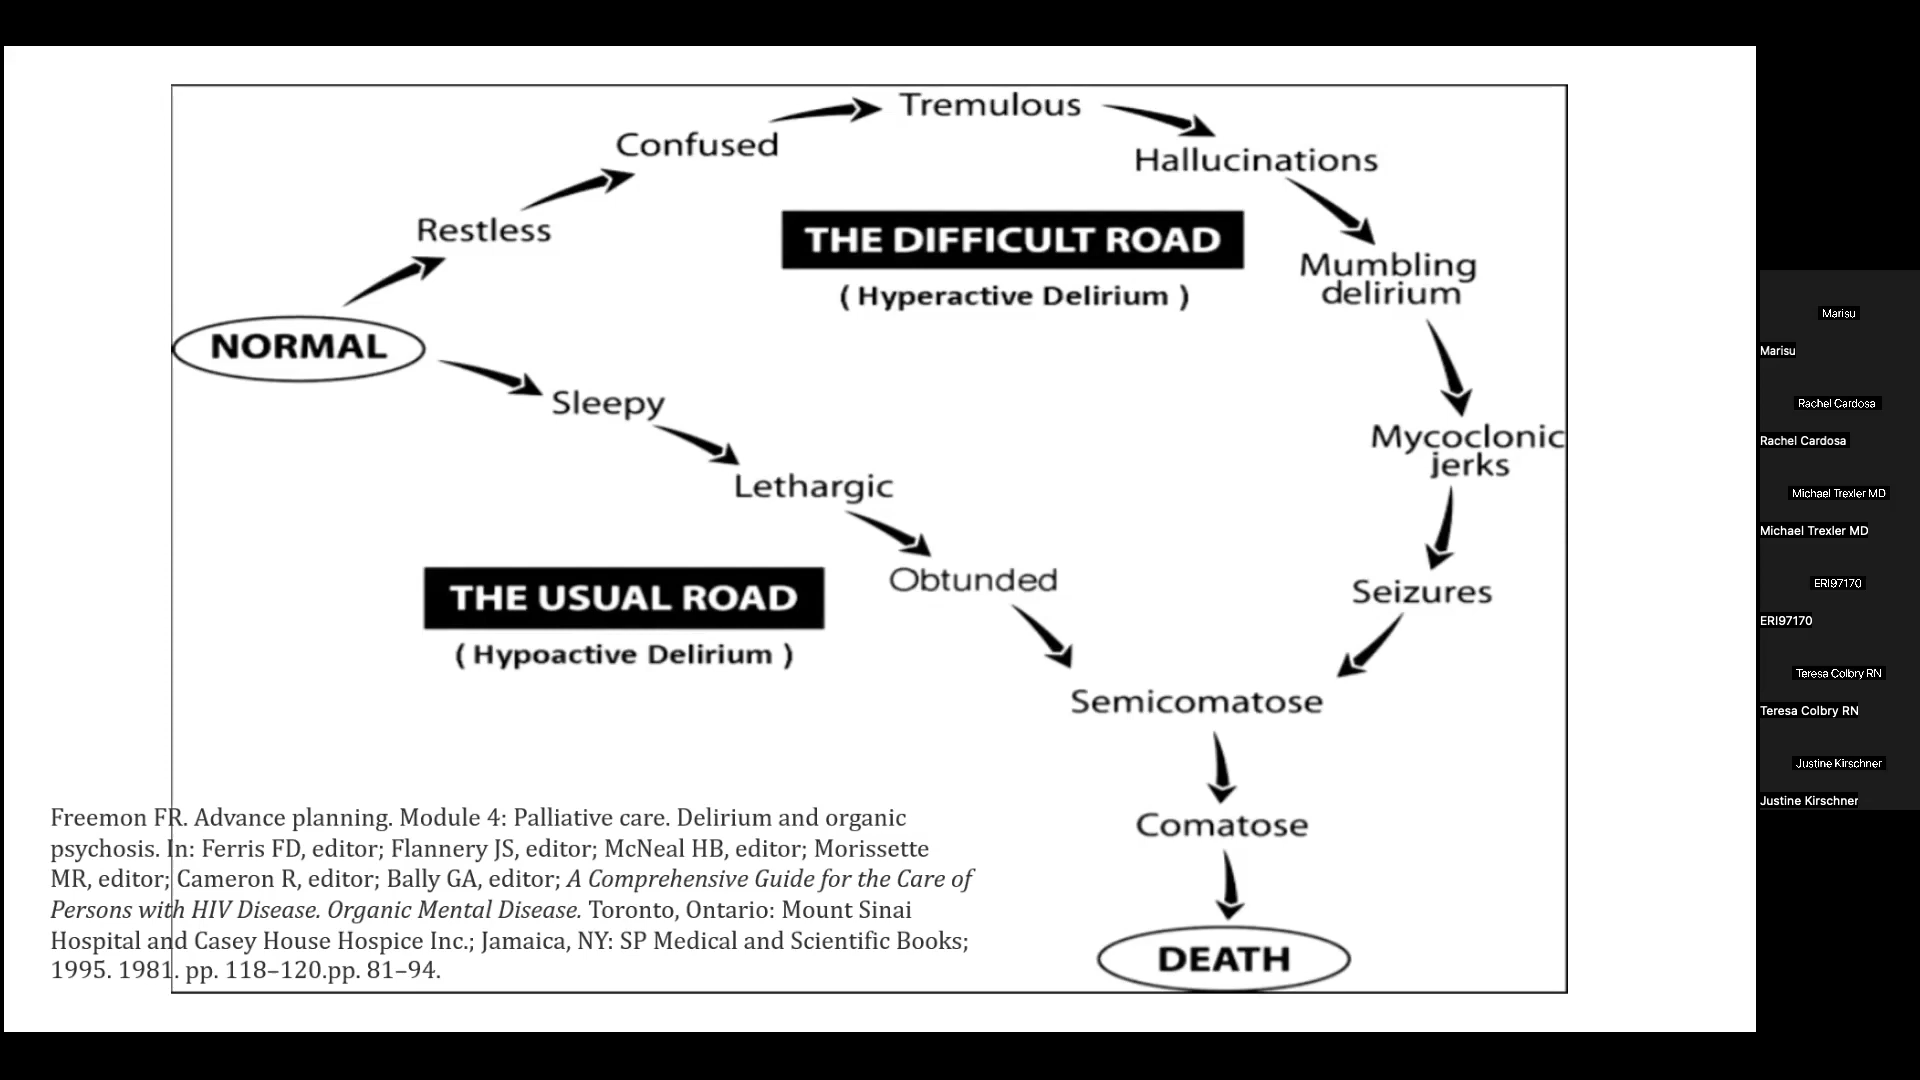 Tremulous
Confused
Hallucinations
Restless
THE DIFFICULT ROAD
( Hyperactive Delirium )
Mumbling
delirium
NORMAL
Sleepy
Mycoclonic
jerks
Lethargic
Obtunded
THE USUAL ROAD
( Hypoactive Delirium )
Seizures
Semicomatose
Comatose
DEATH
Freemon FR. Advance planning. Module 4: Palliative care. Delirium and organic
psychosis. In: Ferris FD, editor; Flannery JS, editor; McNeal HB, editor; Morissette
MR, editor; Cameron R, editor; Bally GA, editor; A Comprehensive Guide for the Care of
Persons with HIV Disease. Organic Mental Disease. Toronto, Ontario: Mount Sinai
Hospital and Casey House Hospice Inc.; Jamaica, NY: SP Medical and Scientific Books;
1995. 1981. pp. 118–120.pp. 81–94.
Marisu
Marisu
Rachel Cardosa
Rachel Cardosa
Michael Trexler MD
Michael Trexler MD
ERI97170
ERI97170
Teresa Colbry RN
Teresa Colbry RN
Justine Kirschner
Justine Kirschner